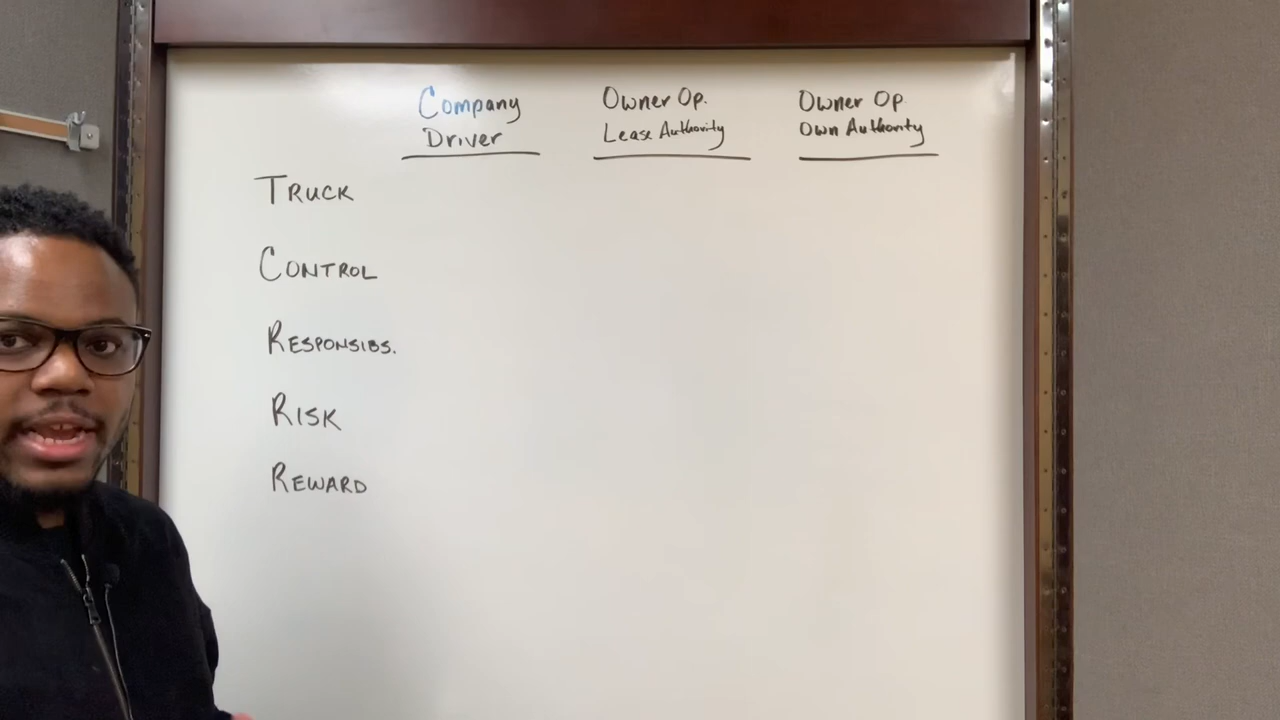 Company
Driver
Owner Op.
Lease Authority
Owner Op.
Own Authority
TRUCK
CONTROL
RESPONSIBS.
RISK
REWARD